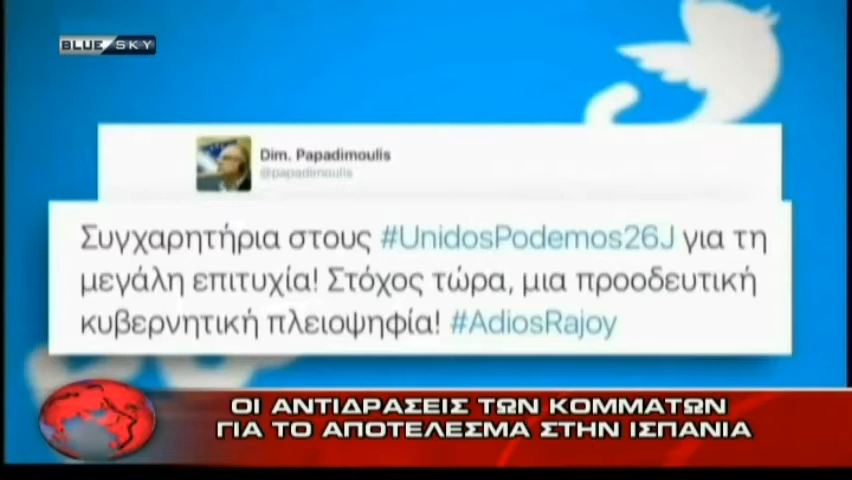 BLUE SKY
Dim. Papadimoulis
@papadimoulis
Συγχαρητήρια στους #UnidosPodemos26J για τη
μεγάλη επιτυχία! Στόχος τώρα, μια προοδευτική
κυβερνητική πλειοψηφία! #AdiosRajoy
ΟΙ ΑΝΤΙΔΡΑΣΕΙΣ ΤΩΝ ΚΟΜΜΑΤΩΝ
ΓΙΑ ΤΟ ΑΠΟΤΕΛΕΣΜΑ ΣΤΗΝ ΙΣΠΑΝΙΑ